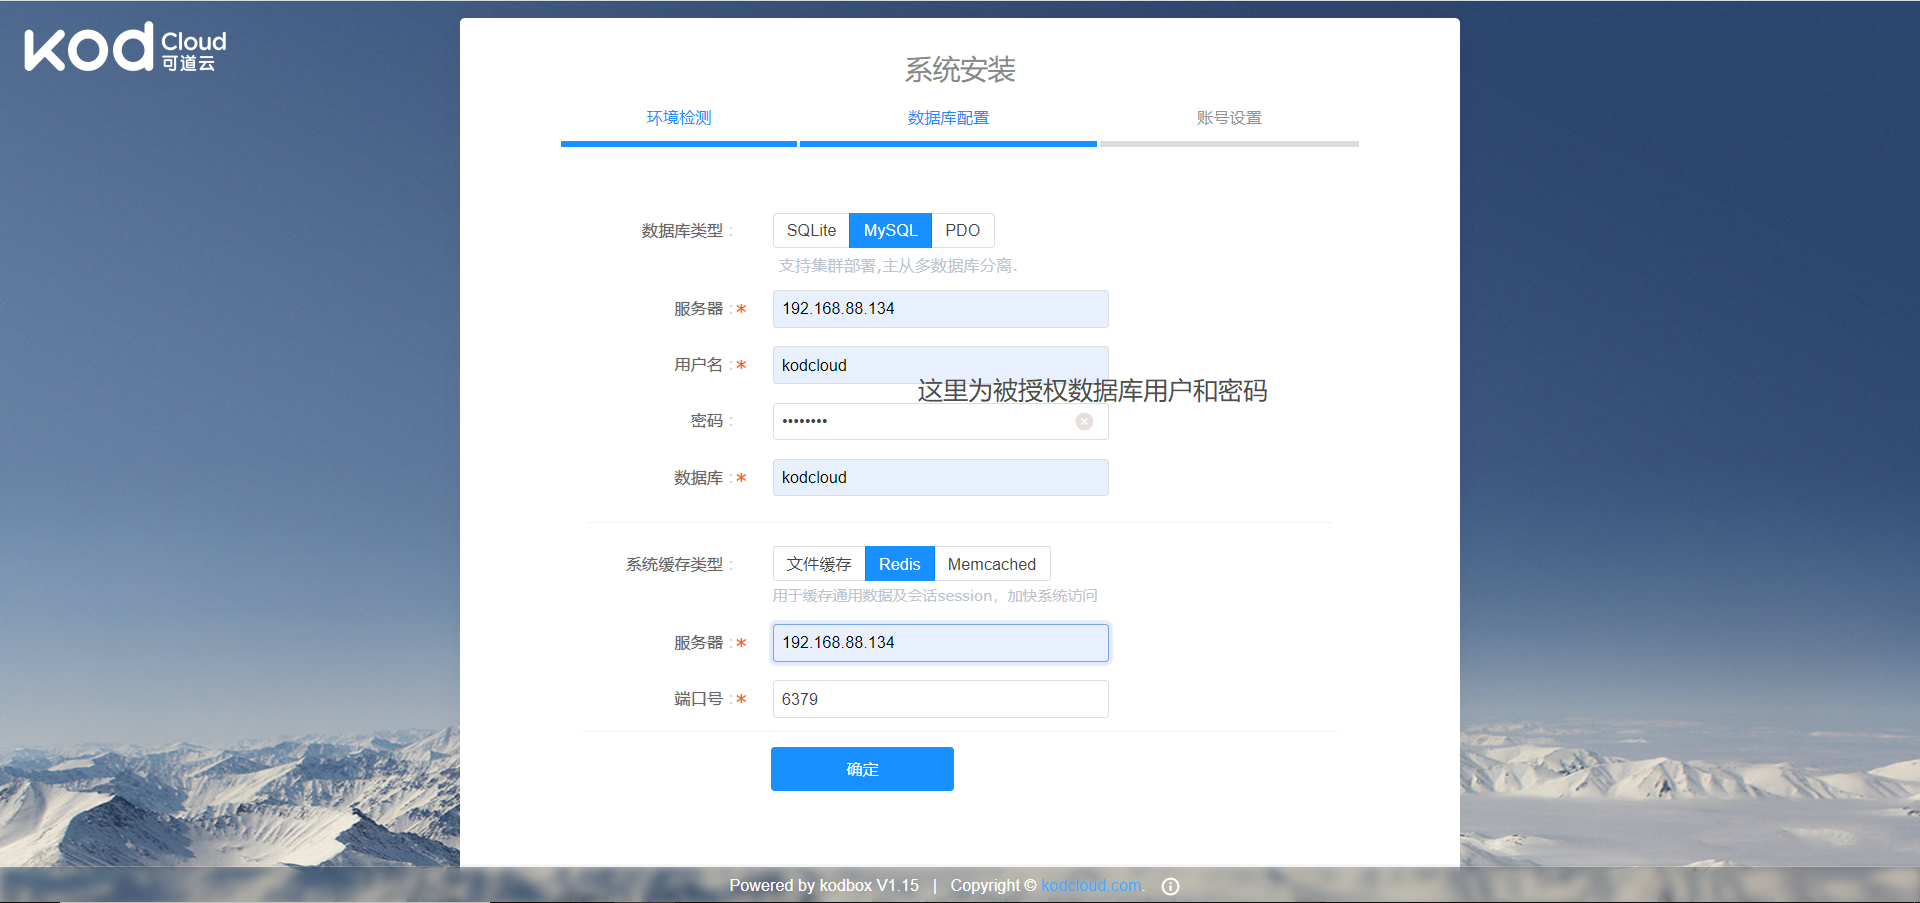 kod Cloud
可道云
系统安装
环境检测 数据库配置 账号设置
数据库类型 : SQLite MySQL PDO
支持集群部署,主从多数据库分离.
服务器 : * 192.168.88.134
用户名 : * kodcloud
这里为被授权数据库用户和密码
密码 : ••••••••
数据库 : * kodcloud
系统缓存类型 : 文件缓存 Redis Memcached
用于缓存通用数据及会话session，加快系统访问
服务器 : * 192.168.88.134
端口号 : * 6379
确定
Powered by kodbox V1.15 | Copyright © kodcloud.com.